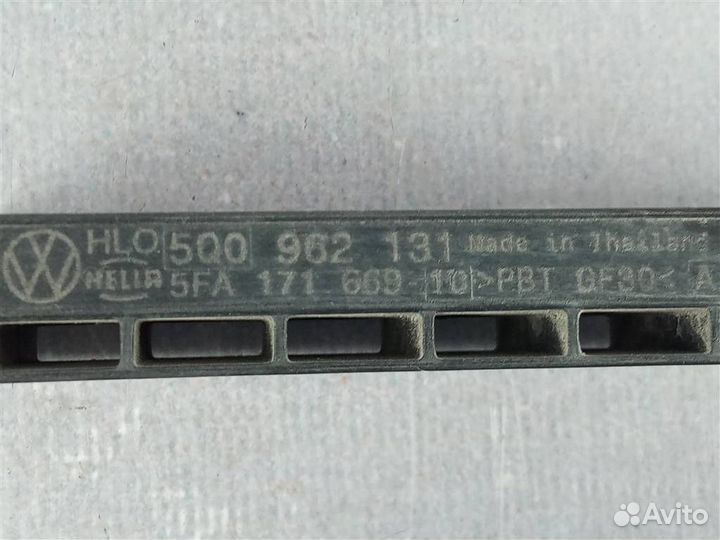 HLO 5Q0 962 131 Made in Thailand
HELLA 5FA 171 669-10 >PBT GF30< A
Avito